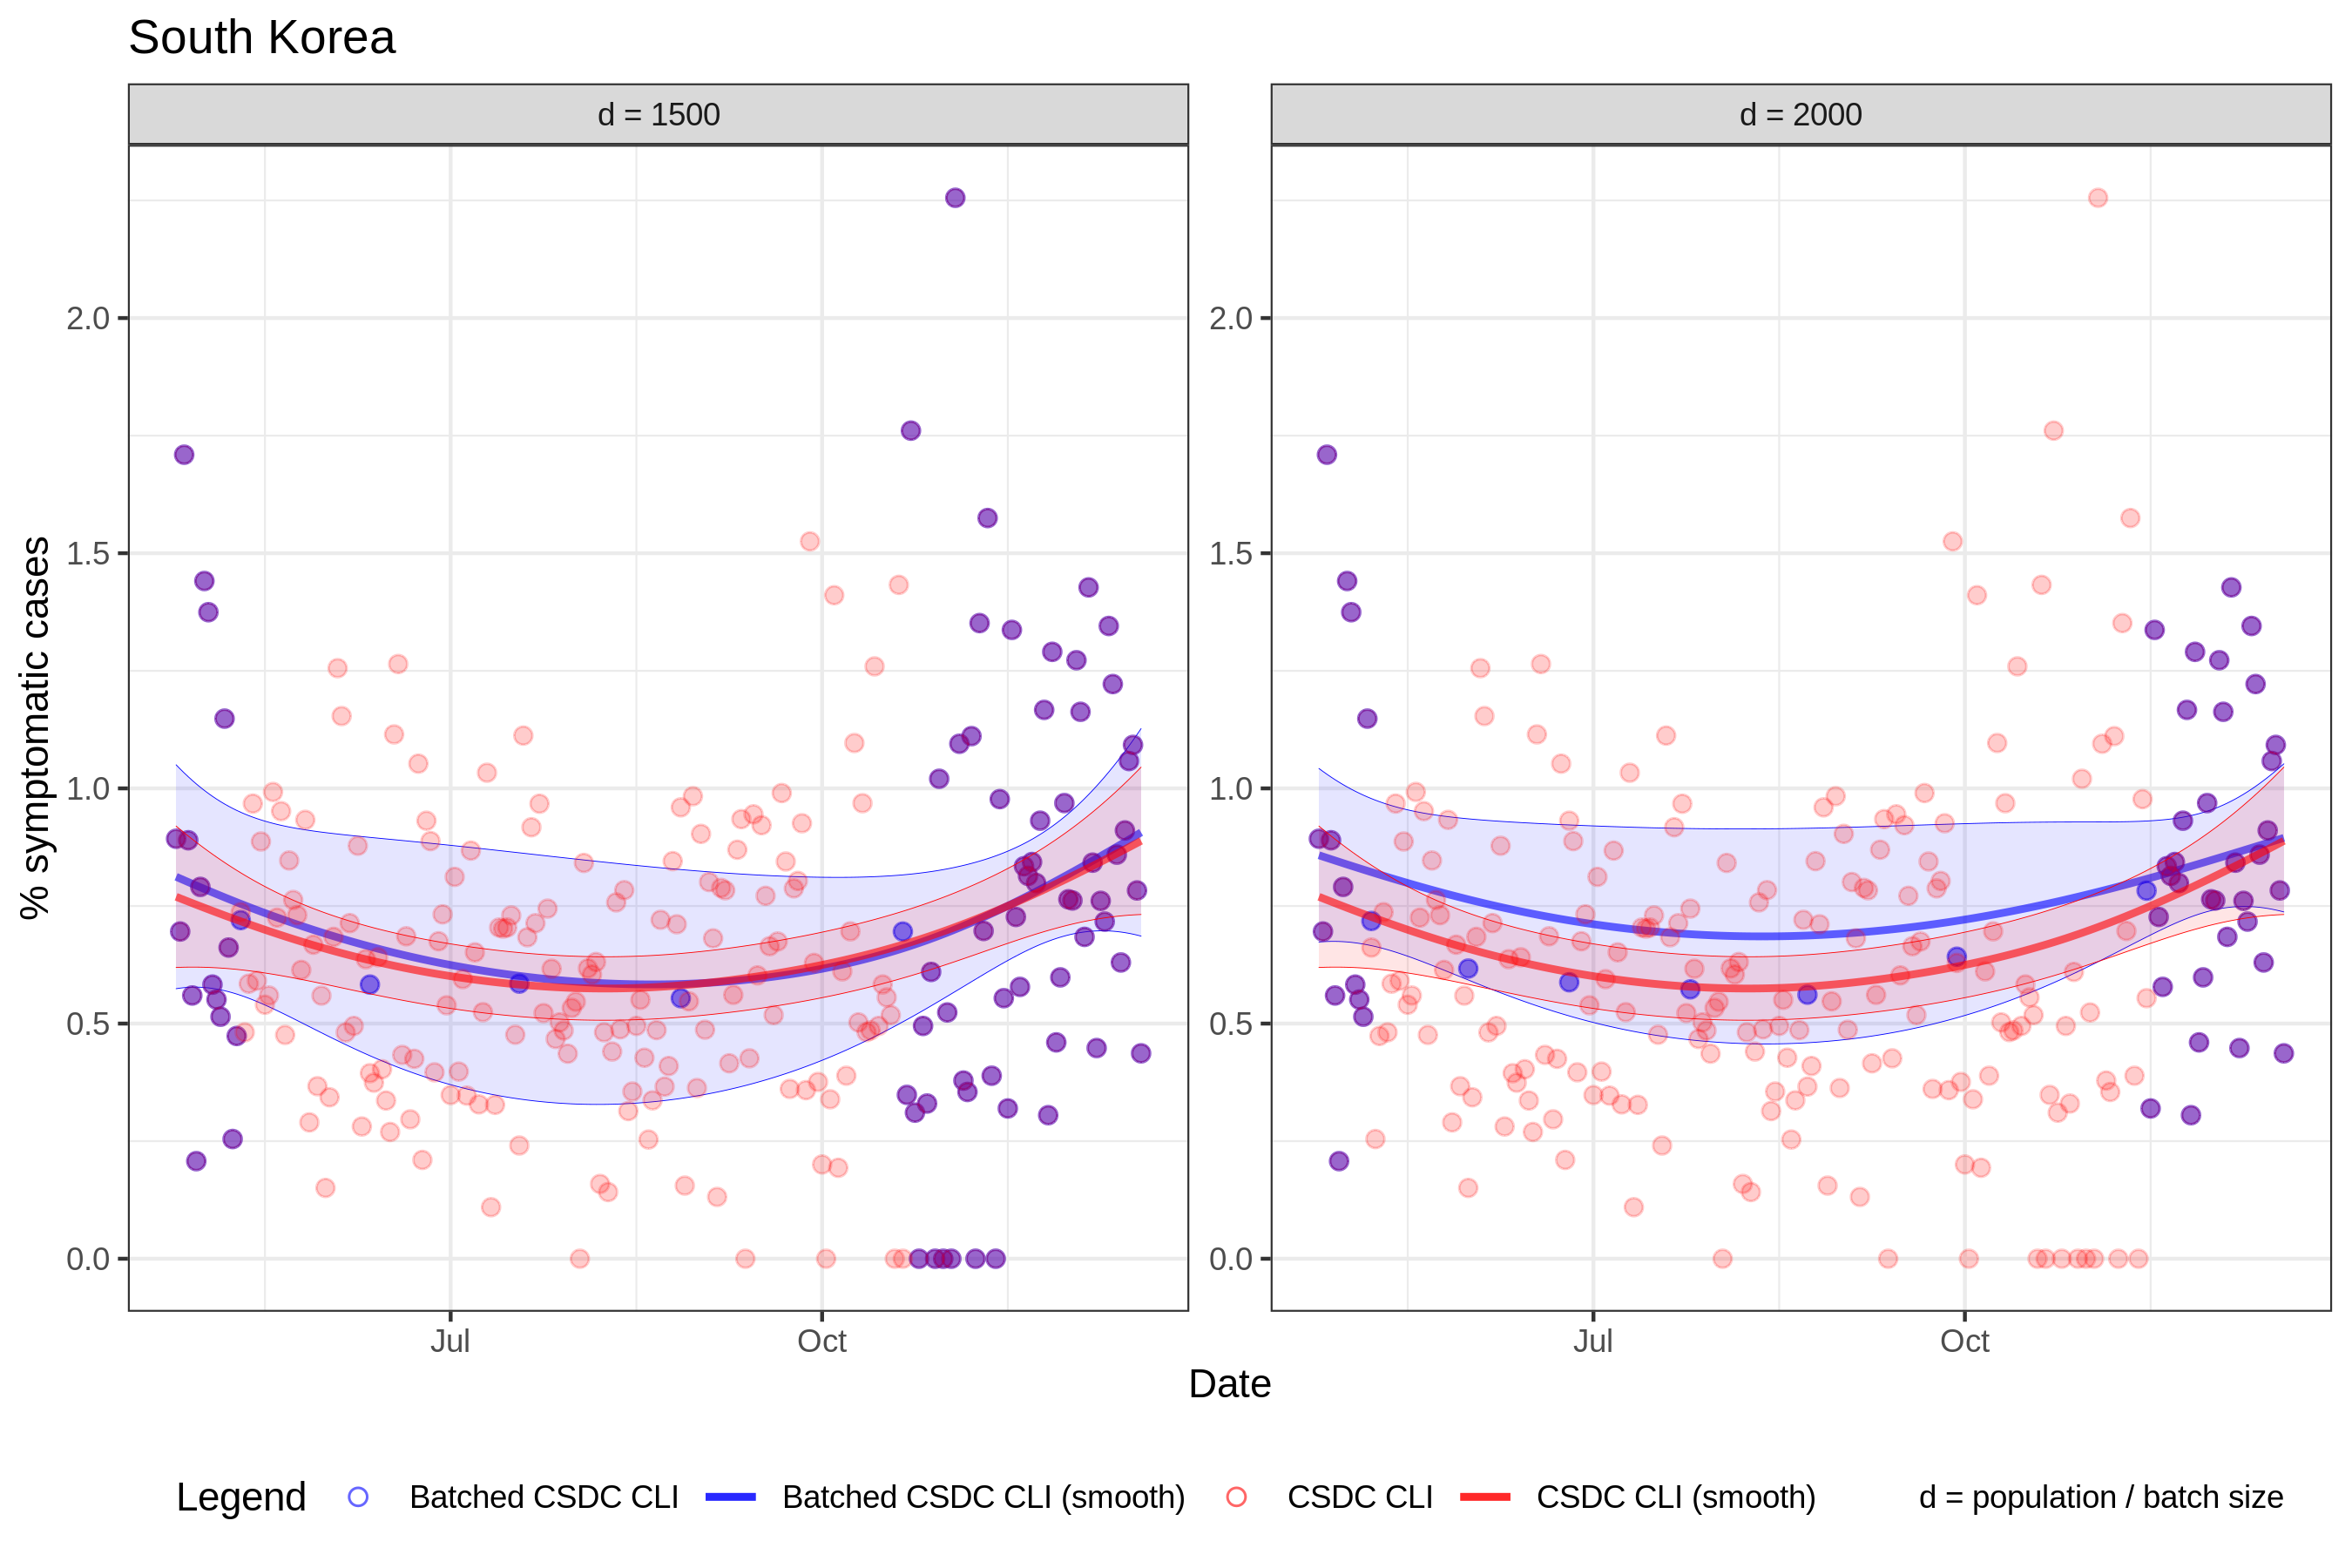 South Korea
d = 1500
d = 2000
% symptomatic cases
2.0
1.5
1.0
0.5
0.0
2.0
1.5
1.0
0.5
0.0
Jul
Oct
Jul
Oct
Date
Legend
Batched CSDC CLI
Batched CSDC CLI (smooth)
CSDC CLI
CSDC CLI (smooth)
d = population / batch size